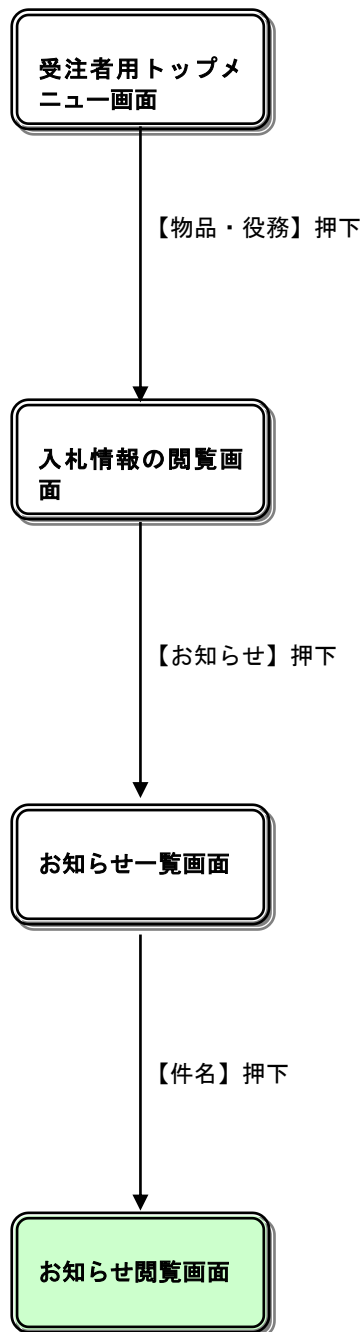 受注者用トップメ
ニュー画面
【物品・役務】押下
入札情報の閲覧画
面
【お知らせ】押下
お知らせ一覧画面
【件名】押下
お知らせ閲覧画面